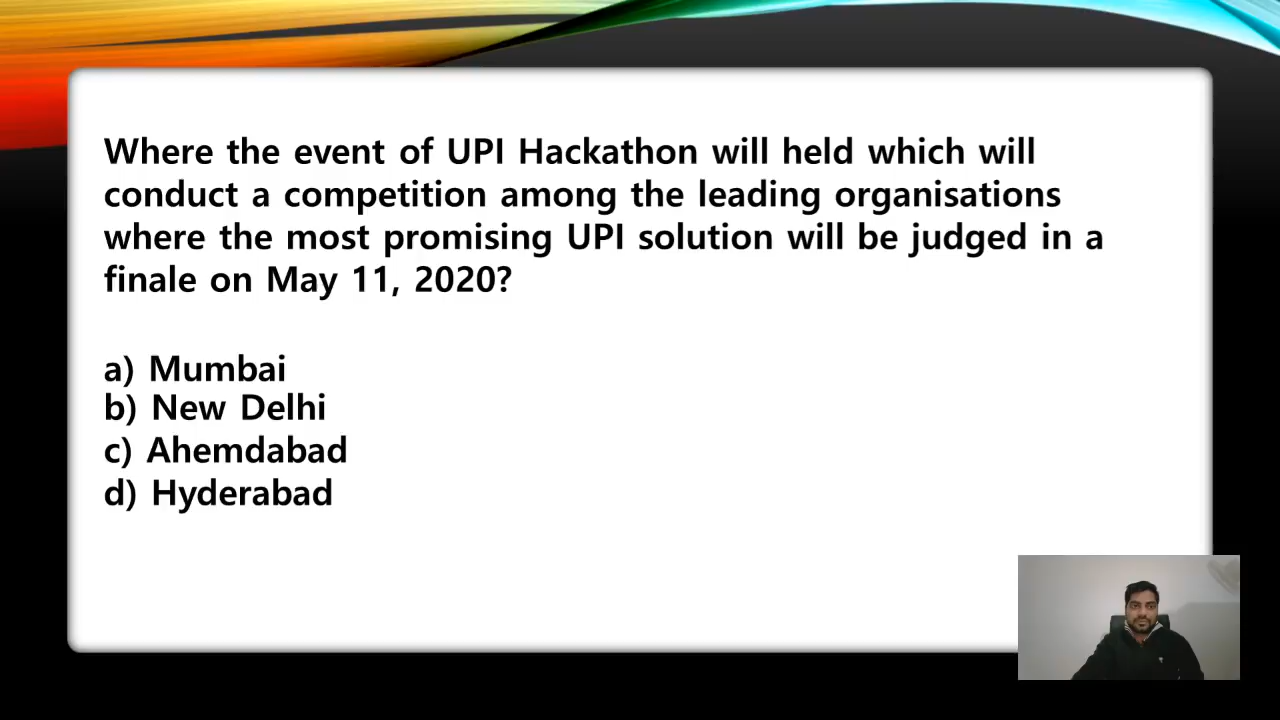 Where the event of UPI Hackathon will held which will
conduct a competition among the leading organisations
where the most promising UPI solution will be judged in a
finale on May 11, 2020?
a) Mumbai
b) New Delhi
c) Ahemdabad
d) Hyderabad